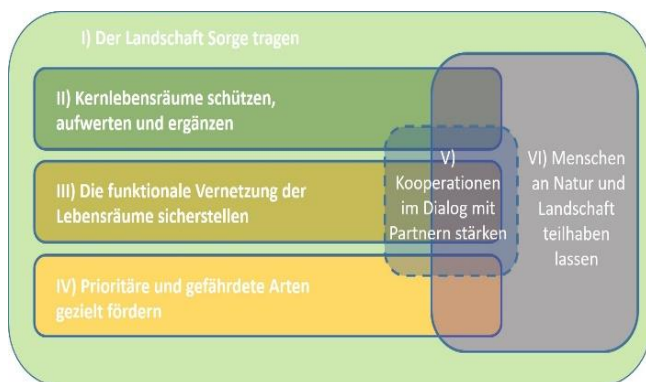 I) Der Landschaft Sorge tragen
II) Kernlebensräume schützen,
aufwerten und ergänzen
III) Die funktionale Vernetzung der
Lebensräume sicherstellen
IV) Prioritäre und gefährdete Arten
gezielt fördern
V)
Kooperationen
im Dialog mit
Partnern stärken
VI) Menschen
an Natur und
Landschaft
teilhaben
lassen